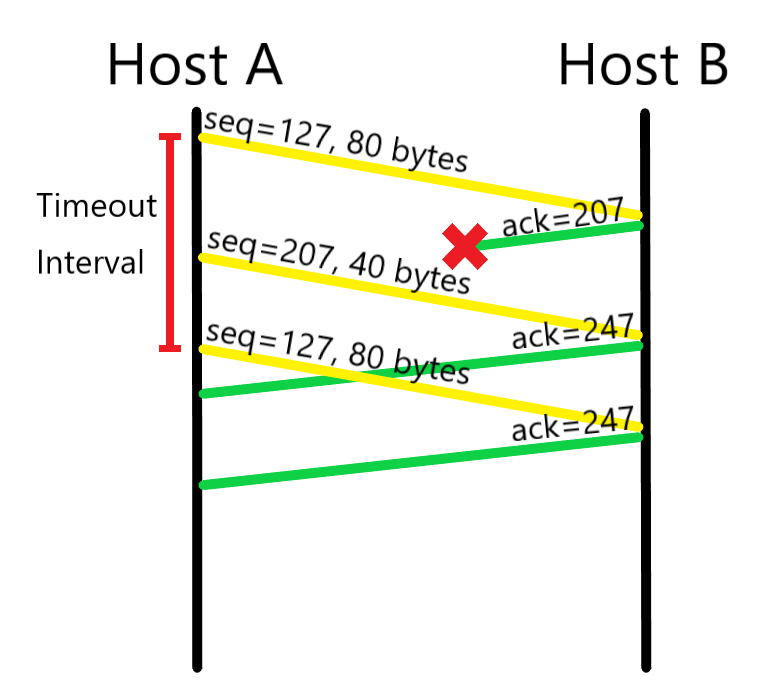 Host A
Host B
seq=127, 80 bytes
ack=207
Timeout
Interval
seq=207, 40 bytes
ack=247
seq=127, 80 bytes
ack=247